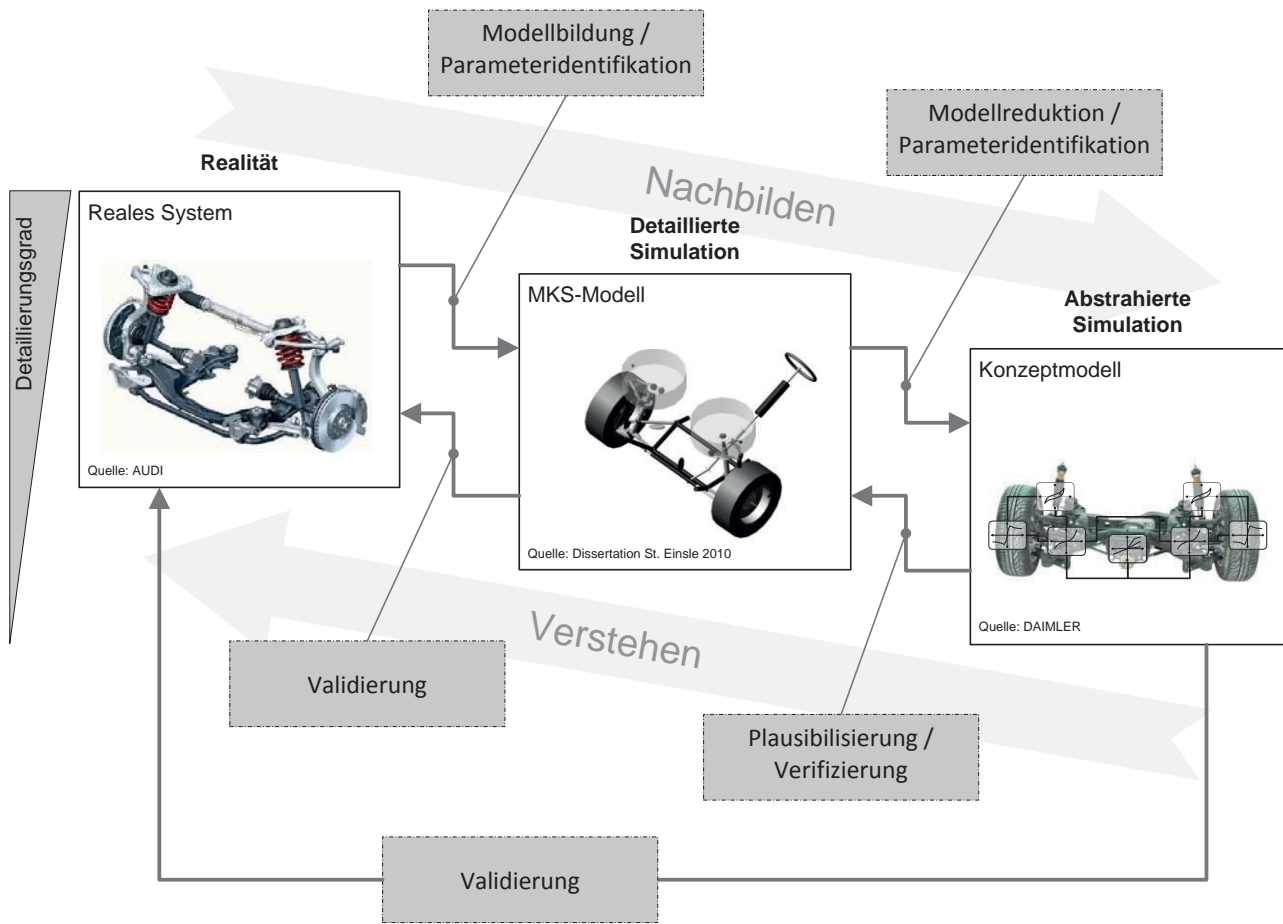 Modellbildung /
Parameteridentifikation
Modellreduktion /
Parameteridentifikation
Realität
Nachbilden
Detaillierungsgrad
Reales System
Quelle: AUDI
Detaillierte
Simulation
MKS-Modell
Quelle: Dissertation St. Einsle 2010
Abstrahierte
Simulation
Konzeptmodell
Quelle: DAIMLER
Verstehen
Validierung
Plausibilisierung /
Verifizierung
Validierung